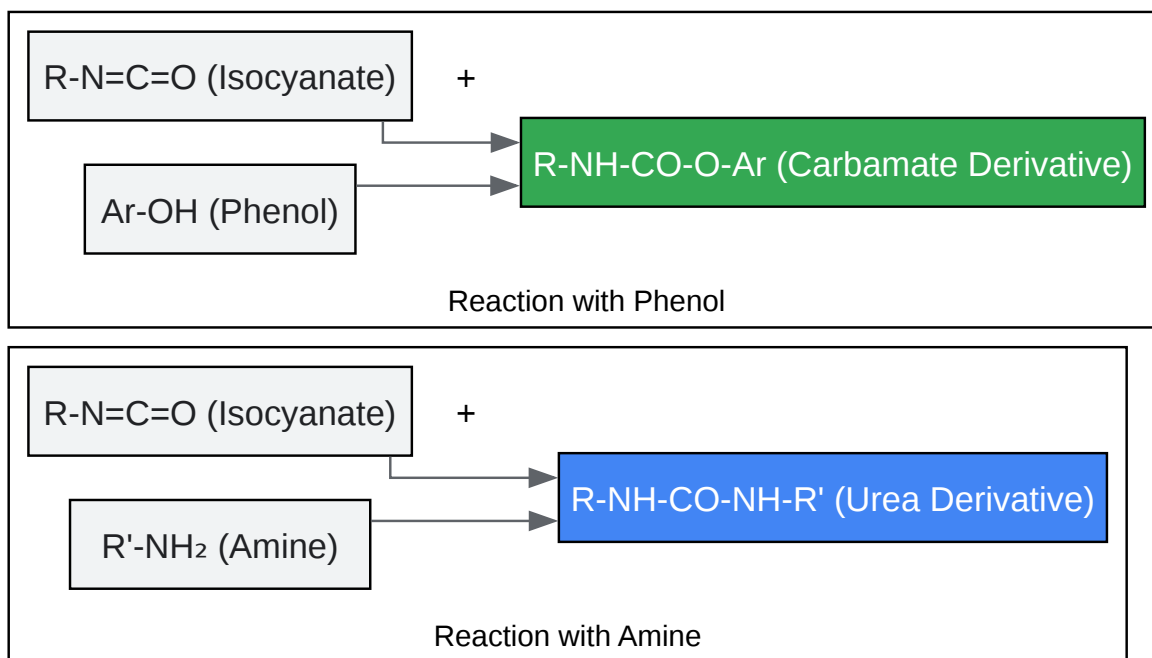 R-N=C=O (Isocyanate)
+
R-NH-CO-O-Ar (Carbamate Derivative)
Ar-OH (Phenol)
Reaction with Phenol
R-N=C=O (Isocyanate)
+
R-NH-CO-NH-R' (Urea Derivative)
R'-NH₂ (Amine)
Reaction with Amine